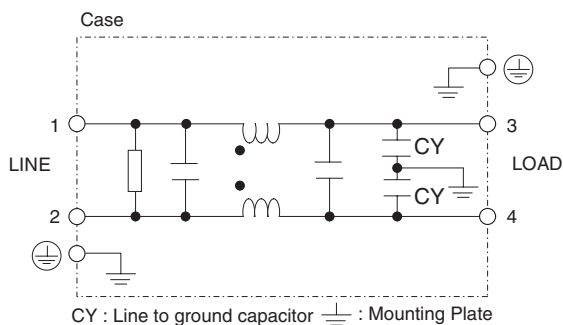 Case
1
3
CY
LINE
LOAD
CY
2
4
CY : Line to ground capacitor : Mounting Plate